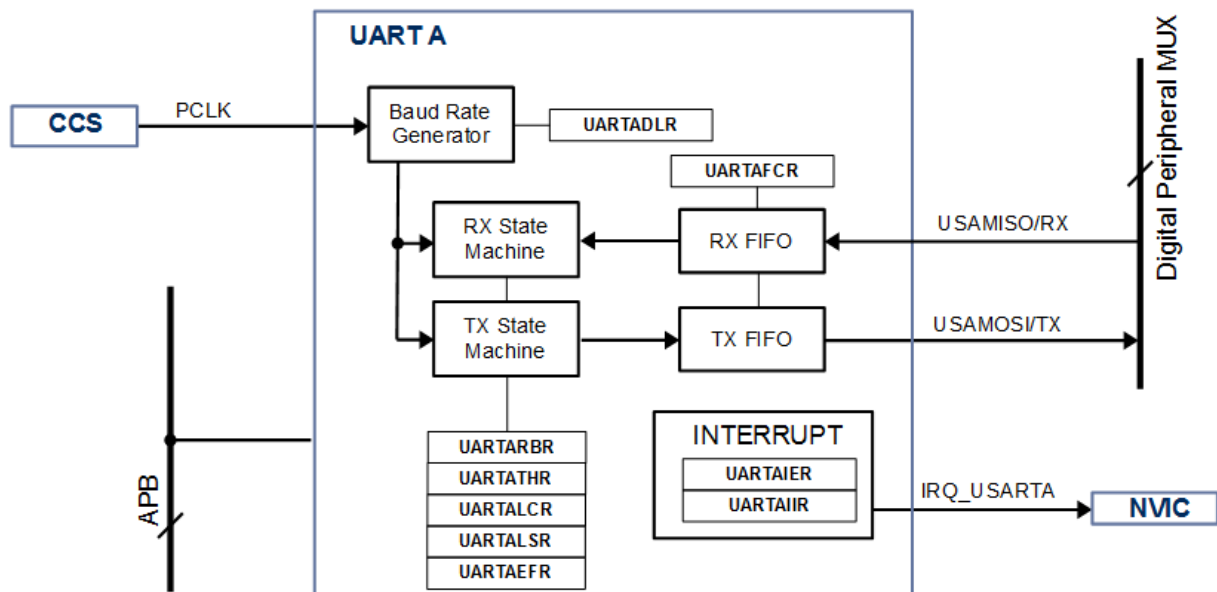 UART A
CCS
PCLK
Baud Rate
Generator
UARTADLR
UARTAFCR
RX State
Machine
RX FIFO
USAMISO/RX
TX State
Machine
TX FIFO
USAMOSI/TX
Digital Peripheral MUX
APB
UARTARBR
UARTATHR
UARTALCR
UARTALSR
UARTAEFR
INTERRUPT
UARTAIER
UARTAIIR
IRQ_USARTA
NVIC